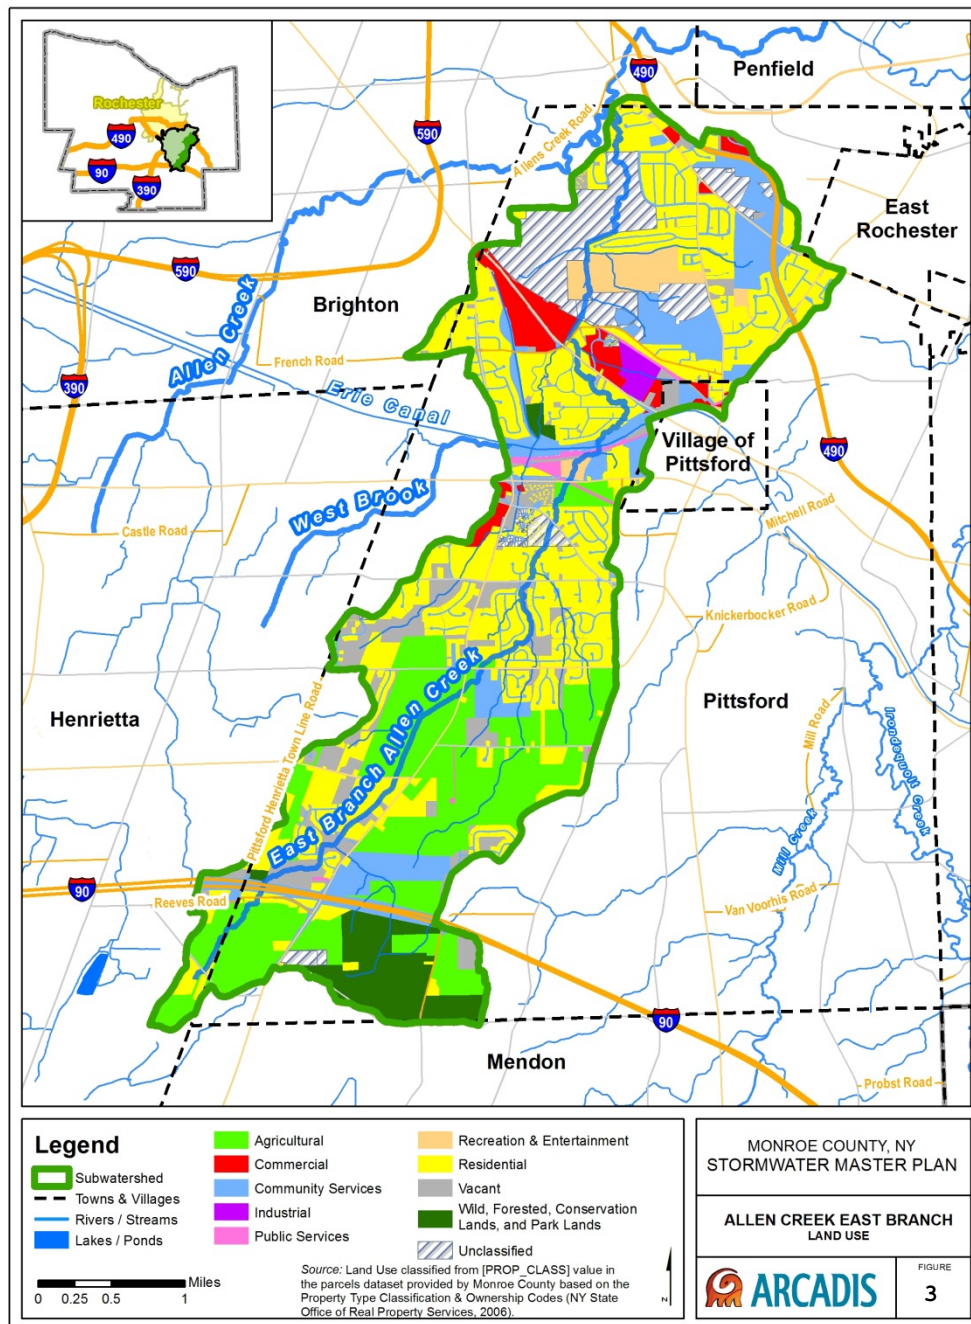 Rochester
490
90
390
490
Penfield
590
Allens Creek Road
East
Rochester
590
Brighton
Allen Creek
French Road
390
Erie Canal
Village of
Pittsford
490
West Brook
Mitchell Road
Castle Road
Knickerbocker Road
Henrietta
Pittsford Henrietta Town Line Road
East Branch Allen Creek
Pittsford
Mill Road
Irondequoit Creek
Mill Creek
90
Reeves Road
Van Voorhis Road
90
Mendon
Probst Road
Legend
Subwatershed
Towns & Villages
Rivers / Streams
Lakes / Ponds
Agricultural
Commercial
Community Services
Industrial
Public Services
Recreation & Entertainment
Residential
Vacant
Wild, Forested, Conservation
Lands, and Park Lands
Unclassified
Miles
0 0.25 0.5 1
Source: Land Use classified from [PROP_CLASS] value in
the parcels dataset provided by Monroe County based on the
Property Type Classification & Ownership Codes (NY State
Office of Real Property Services, 2006).
N
MONROE COUNTY, NY
STORMWATER MASTER PLAN
ALLEN CREEK EAST BRANCH
LAND USE
ARCADIS
FIGURE
3